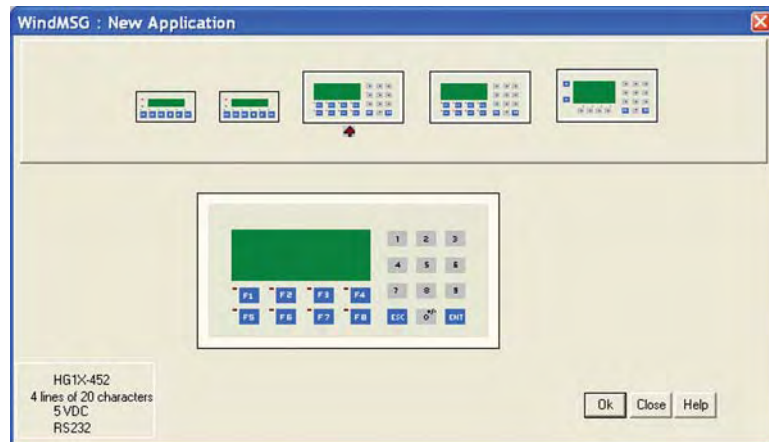 WindMSG : New Application
1 2 3
4 5 6
F1 F2 F3 F4 7 8 9
F5 F6 F7 F8 ESC 0 +/- ENT
HG1X-452
4 lines of 20 characters
5 VDC
RS232
Ok Close Help